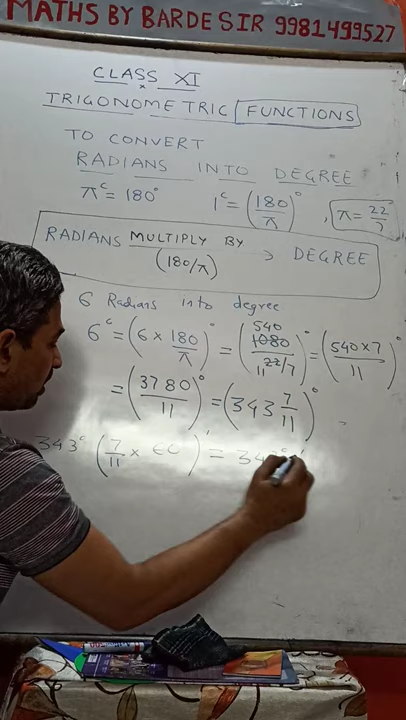 MATHS BY BARDE SIR 9981499527
CLASS XI
TRIGONOMETRIC FUNCTIONS
TO CONVERT
RADIANS INTO DEGREE
π^c = 180° 1^c = (180/π)°, π = 22/7
RADIANS MULTIPLY BY (180/π) → DEGREE
6 Radians into degree
6^c = (6 × 180/π)° = (540 1080/11 22/7)° = (540×7/11)°
= (3780/11)° = (343 7/11)°
343° (7/11 × 60)' = 343°